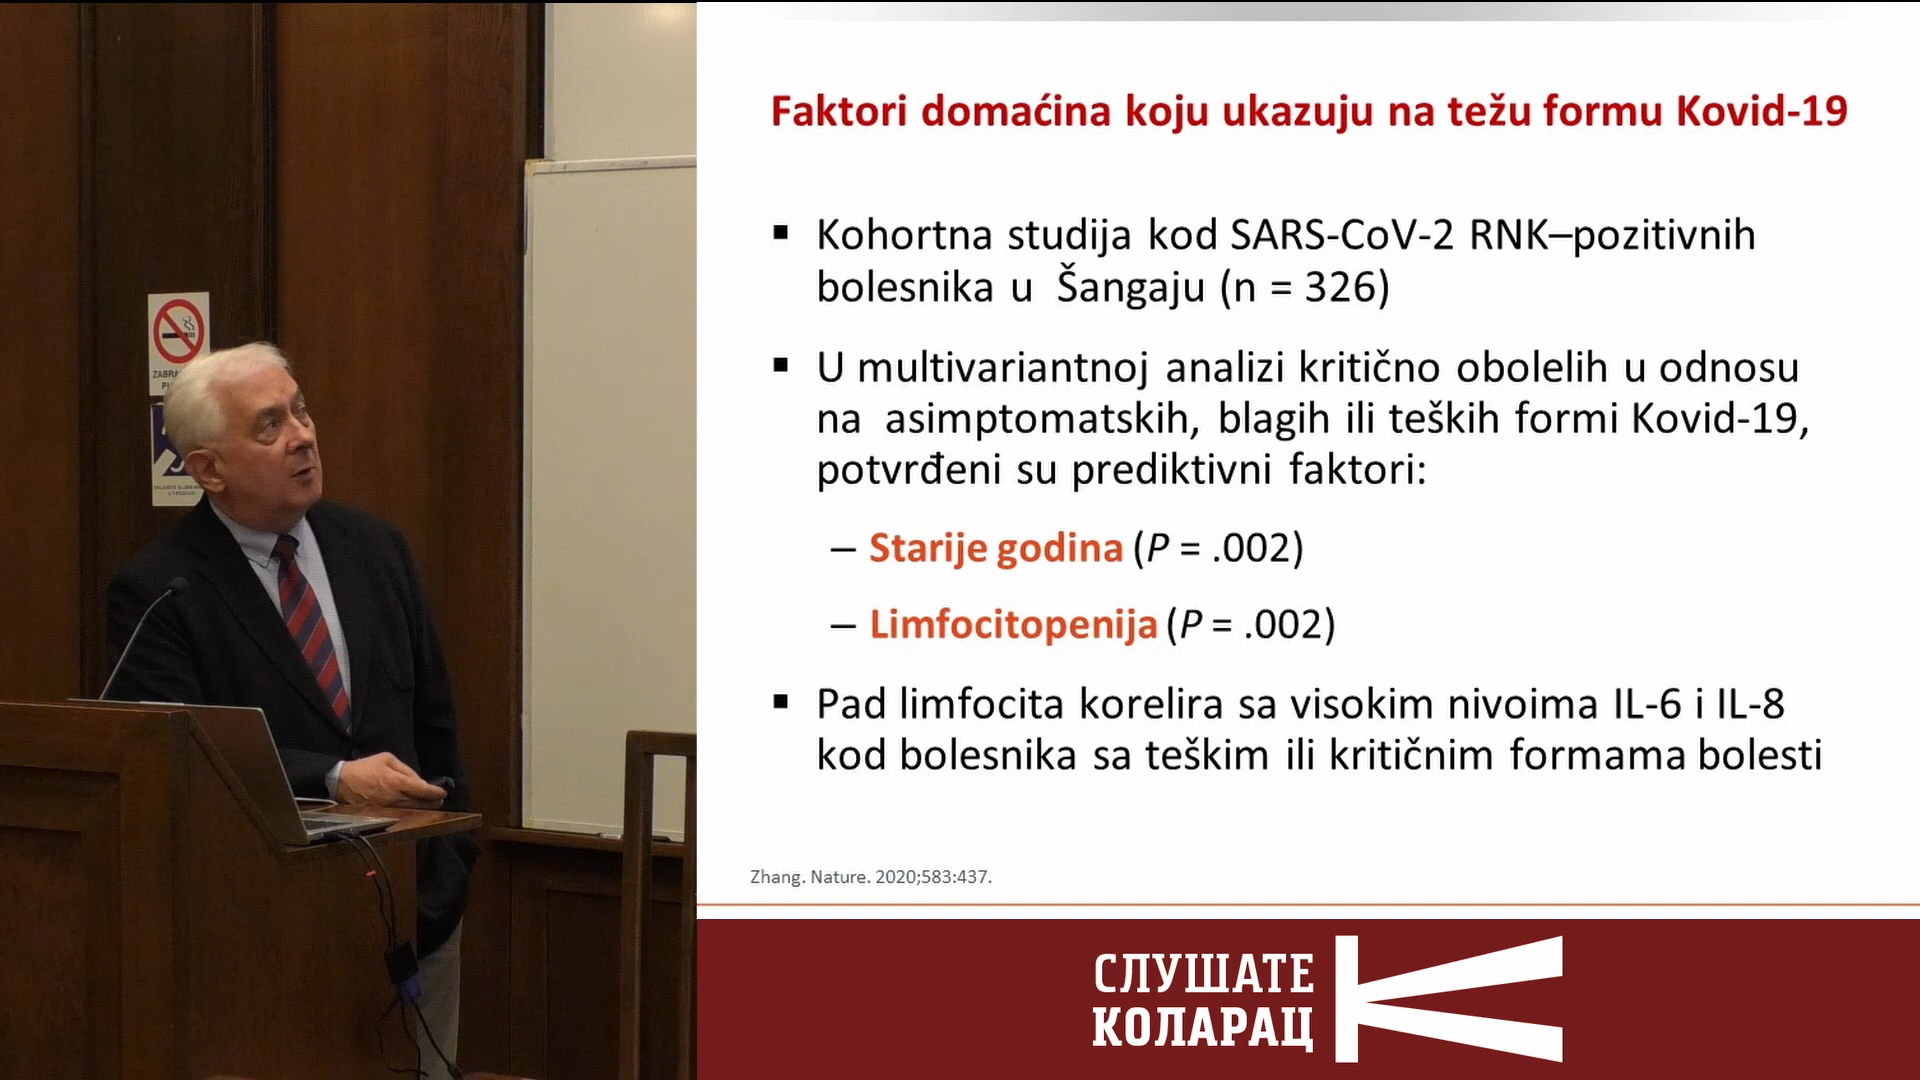 Faktori domaćina koju ukazuju na težu formu Kovid-19
▪ Kohortna studija kod SARS-CoV-2 RNK–pozitivnih
bolesnika u Šangaju (n = 326)
▪ U multivariantnoj analizi kritično obolelih u odnosu
na asimptomatskih, blagih ili teških formi Kovid-19,
potvrđeni su prediktivni faktori:
– Starije godina (P = .002)
– Limfocitopenija (P = .002)
▪ Pad limfocita korelira sa visokim nivoima IL-6 i IL-8
kod bolesnika sa teškim ili kritičnim formama bolesti
Zhang. Nature. 2020;583:437.
СЛУШАТЕ
КОЛАРАЦ